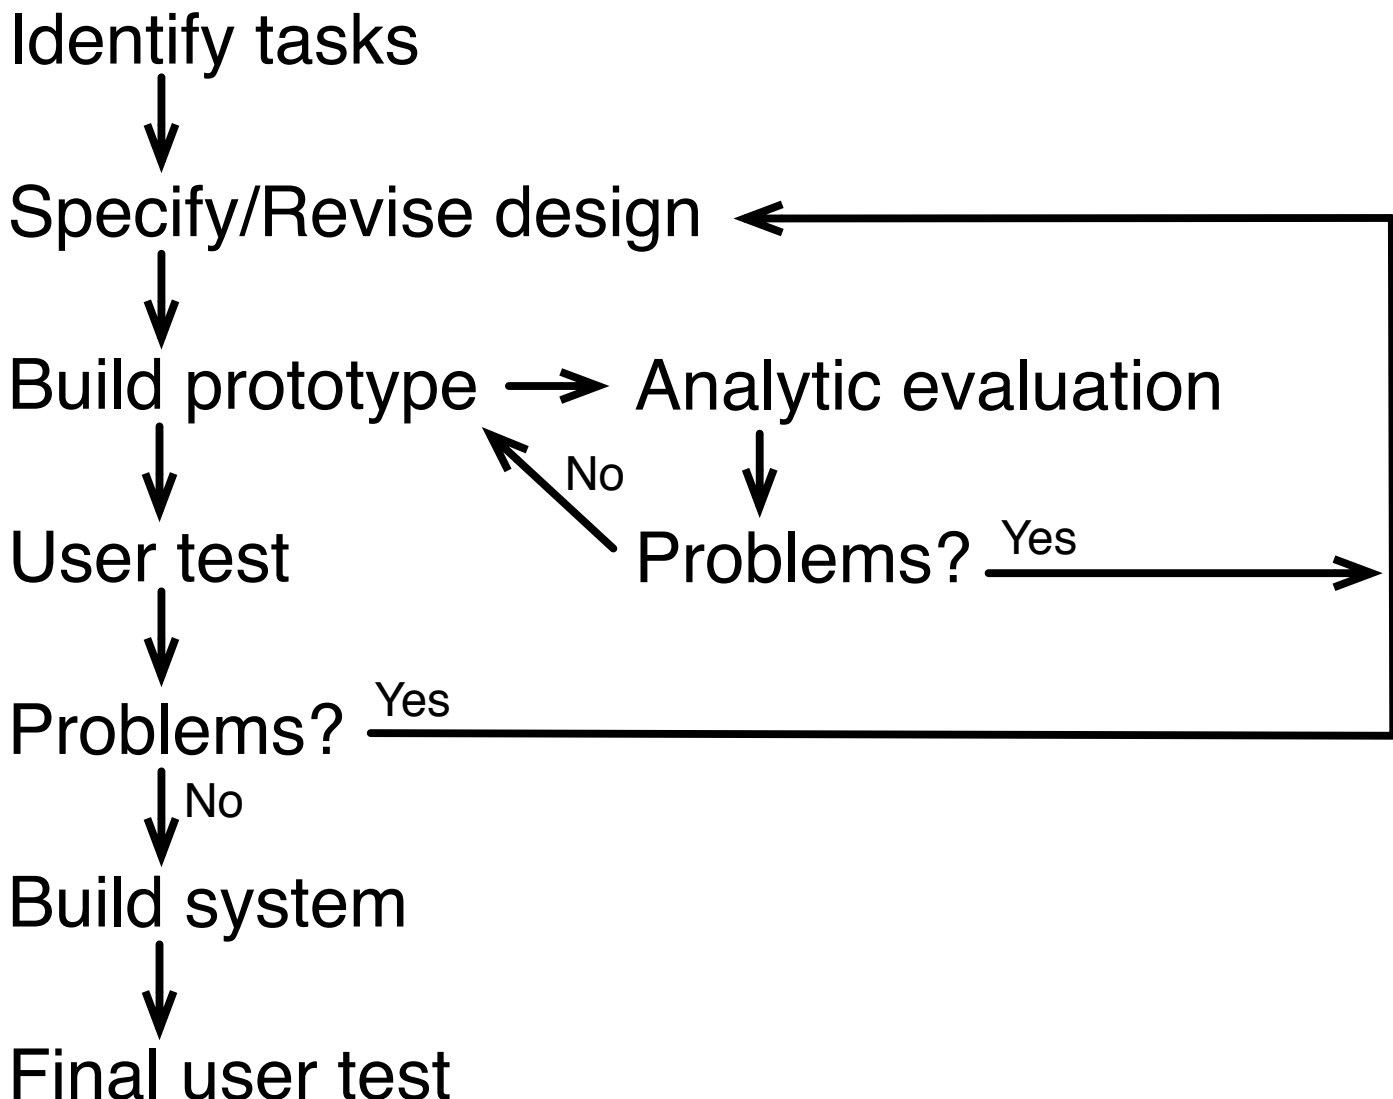 Identify tasks
Specify/Revise design
Build prototype
Analytic evaluation
No
User test
Problems?
Yes
Problems?
Yes
No
Build system
Final user test